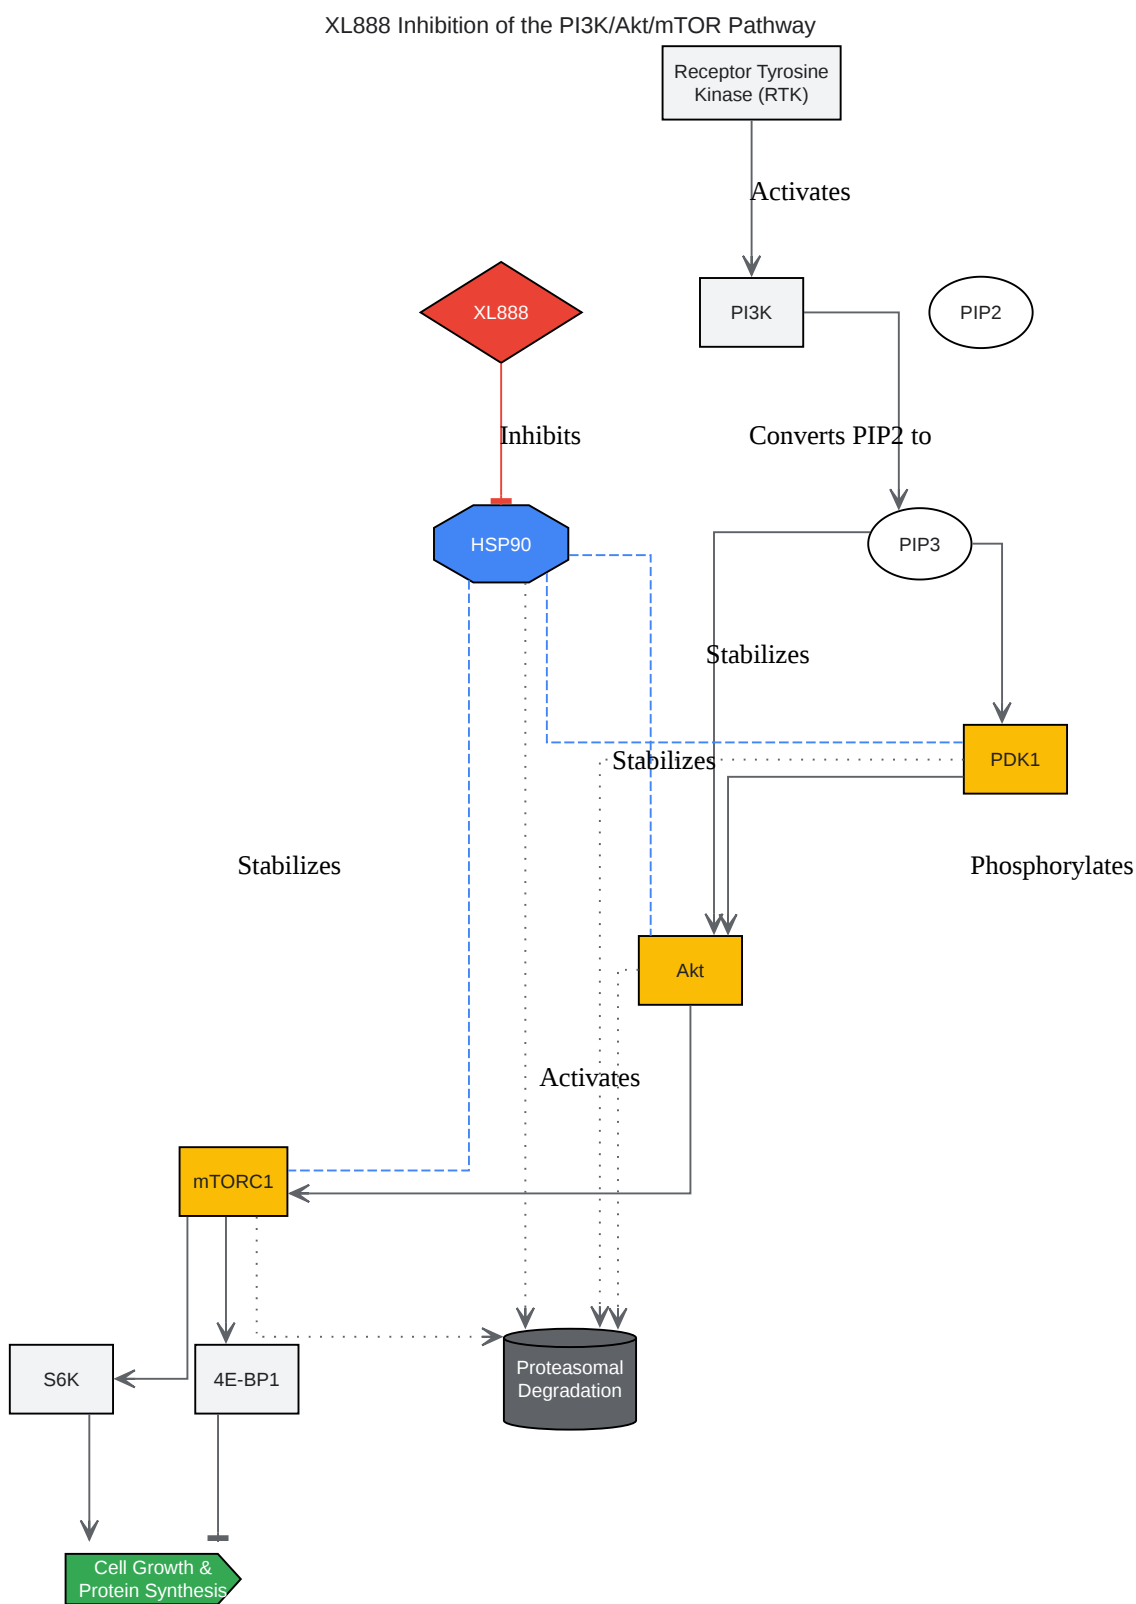 XL888 Inhibition of the PI3K/Akt/mTOR Pathway
Receptor Tyrosine
Kinase (RTK)
Activates
XL888
PI3K
PIP2
Inhibits
Converts PIP2 to
HSP90
PIP3
Stabilizes
Stabilizes
PDK1
Stabilizes
Phosphorylates
Akt
Activates
mTORC1
S6K
4E-BP1
Proteasomal
Degradation
Cell Growth &
Protein Synthesis